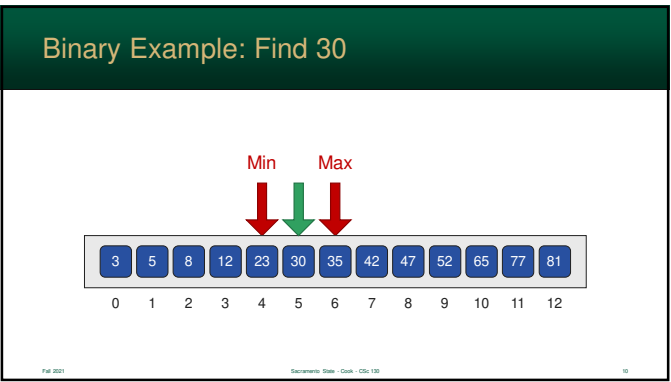 Binary Example: Find 30
Min Max
3 5 8 12 23 30 35 42 47 52 65 77 81
0 1 2 3 4 5 6 7 8 9 10 11 12
Fall 2021 Sacramento State - Cook - CSc 130 10